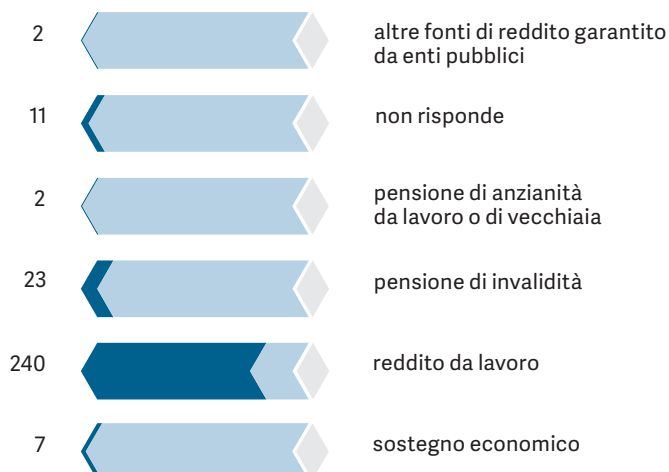 2
altre fonti di reddito garantito
da enti pubblici
11
non risponde
2
pensione di anzianità
da lavoro o di vecchiaia
23
pensione di invalidità
240
reddito da lavoro
7
sostegno economico